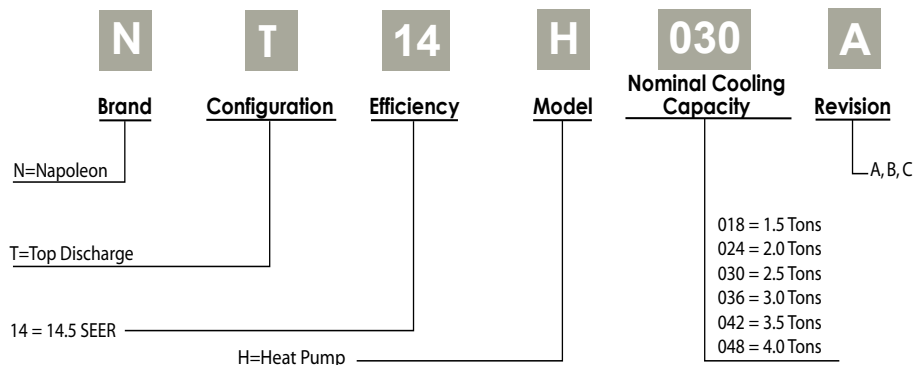 N T 14 H 030 A
Brand Configuration Efficiency Model Nominal Cooling Capacity Revision
N=Napoleon
A, B, C
T=Top Discharge
018 = 1.5 Tons
024 = 2.0 Tons
030 = 2.5 Tons
036 = 3.0 Tons
042 = 3.5 Tons
048 = 4.0 Tons
14 = 14.5 SEER
H=Heat Pump